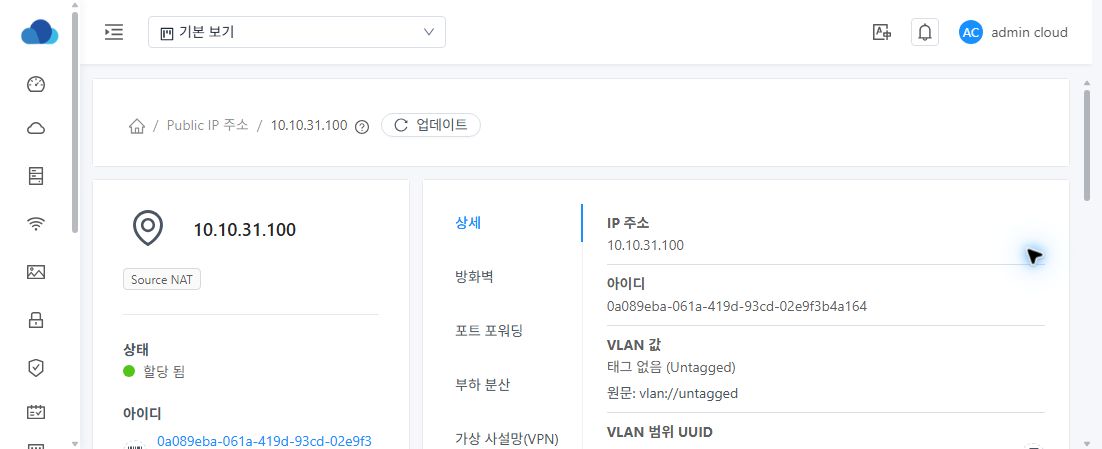 기본 보기
AC admin cloud
/ Public IP 주소 / 10.10.31.100 업데이트
10.10.31.100
Source NAT
상태
할당 됨
아이디
0a089eba-061a-419d-93cd-02e9f3
상세
방화벽
포트 포워딩
부하 분산
가상 사설망(VPN)
IP 주소
10.10.31.100
아이디
0a089eba-061a-419d-93cd-02e9f3b4a164
VLAN 값
태그 없음 (Untagged)
원문: vlan://untagged
VLAN 범위 UUID